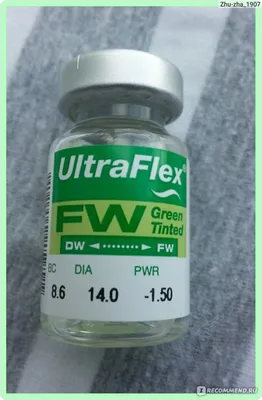 Zhu-zha_1907
UltraFlex®
FW Green Tinted
DW FW
BC DIA PWR
8.6 14.0 -1.50
IRECOMMEND.RU